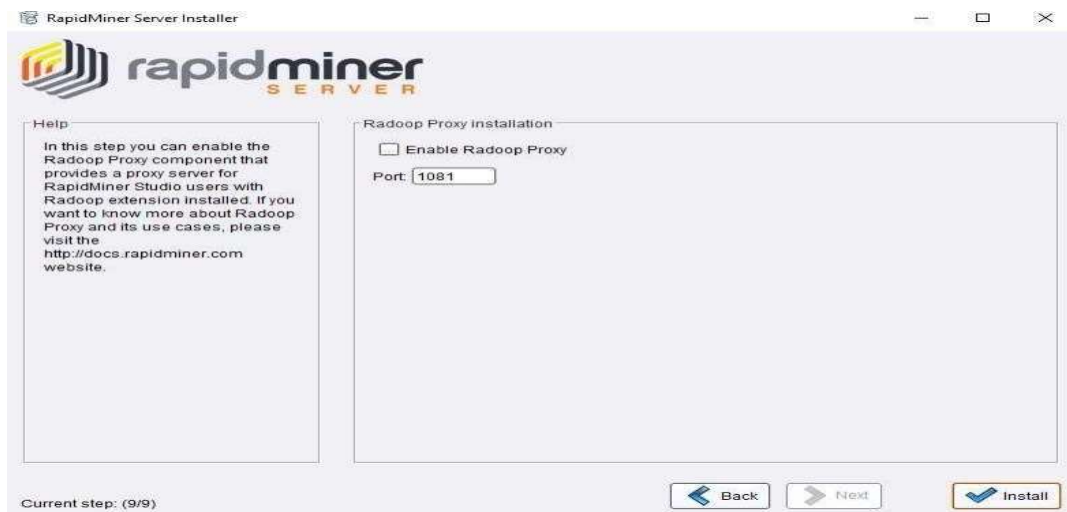 RapidMiner Server Installer
rapidminer
SERVER
Help
In this step you can enable the
Radoop Proxy component that
provides a proxy server for
RapidMiner Studio users with
Radoop extension installed. If you
want to know more about Radoop
Proxy and its use cases, please
visit the
http://docs.rapidminer.com
website.
Radoop Proxy installation
Enable Radoop Proxy
Port: 1081
Current step: (9/9)
Back
Next
Install